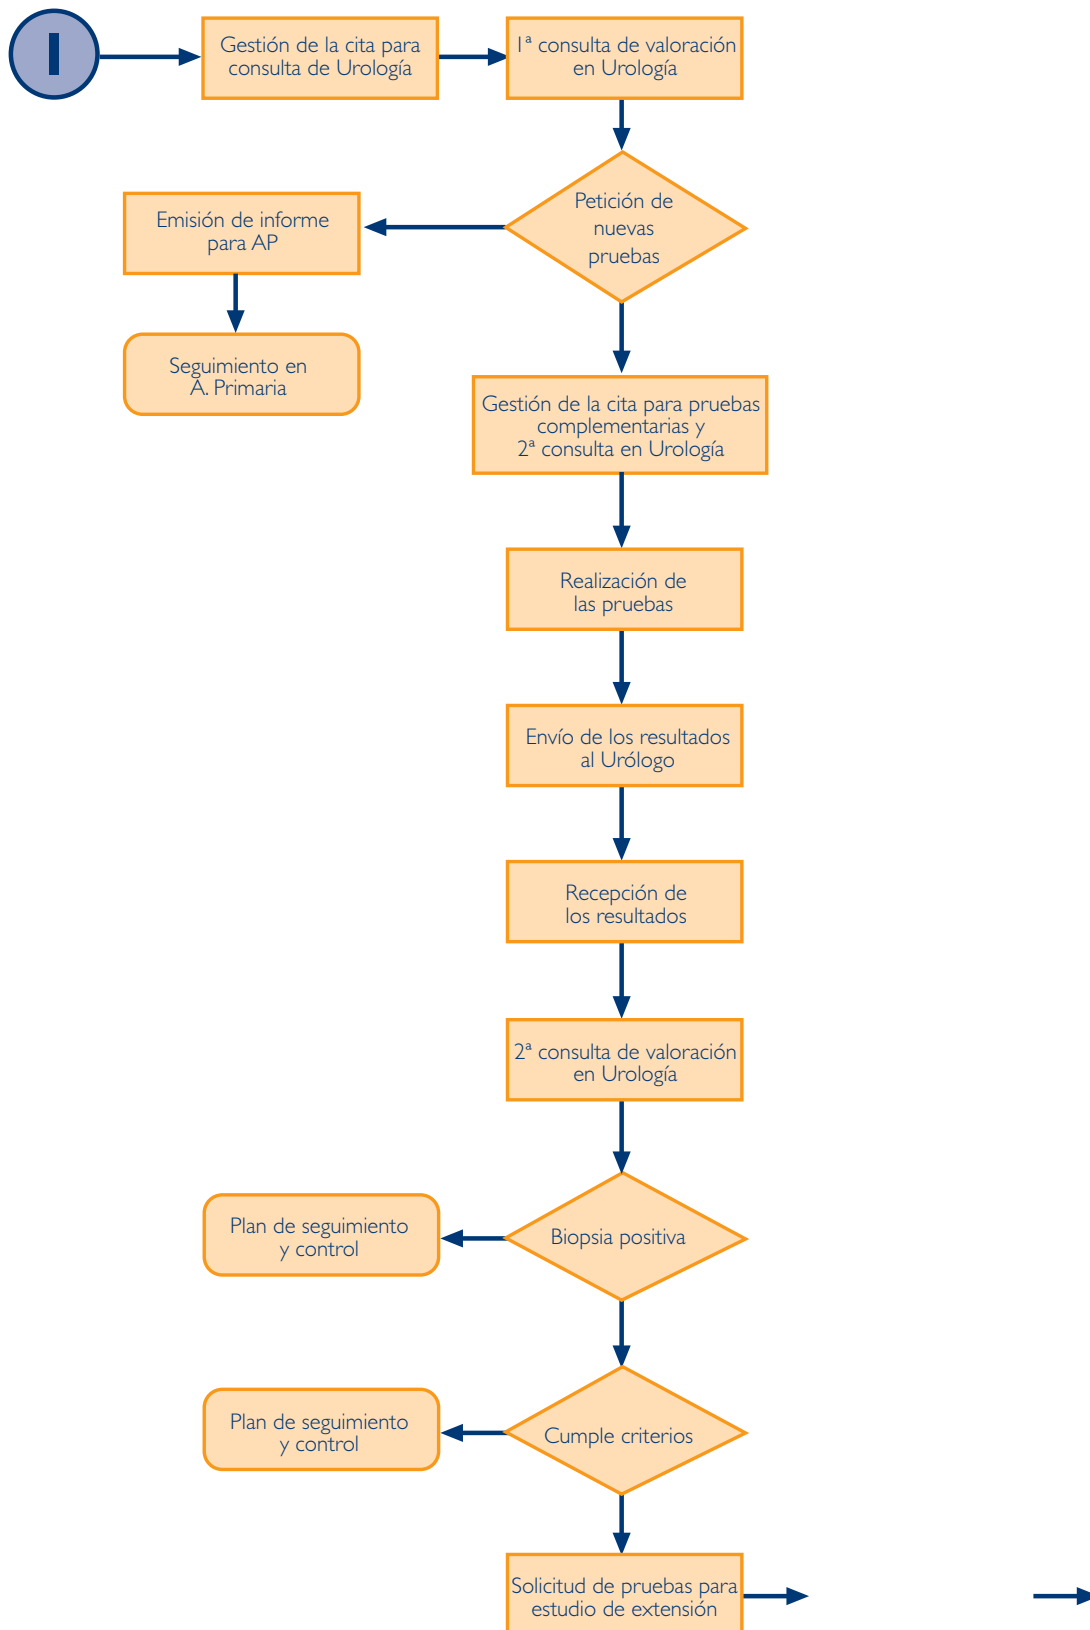 1
Gestión de la cita para
consulta de Urología
1ª consulta de valoración
en Urología
Petición de
nuevas
pruebas
Emisión de informe
para AP
Seguimiento en
A. Primaria
Gestión de la cita para pruebas
complementarias y
2ª consulta en Urología
Realización de
las pruebas
Envío de los resultados
al Urólogo
Recepción de
los resultados
2ª consulta de valoración
en Urología
Biopsia positiva
Plan de seguimiento
y control
Cumple criterios
Plan de seguimiento
y control
Solicitud de pruebas para
estudio de extensión